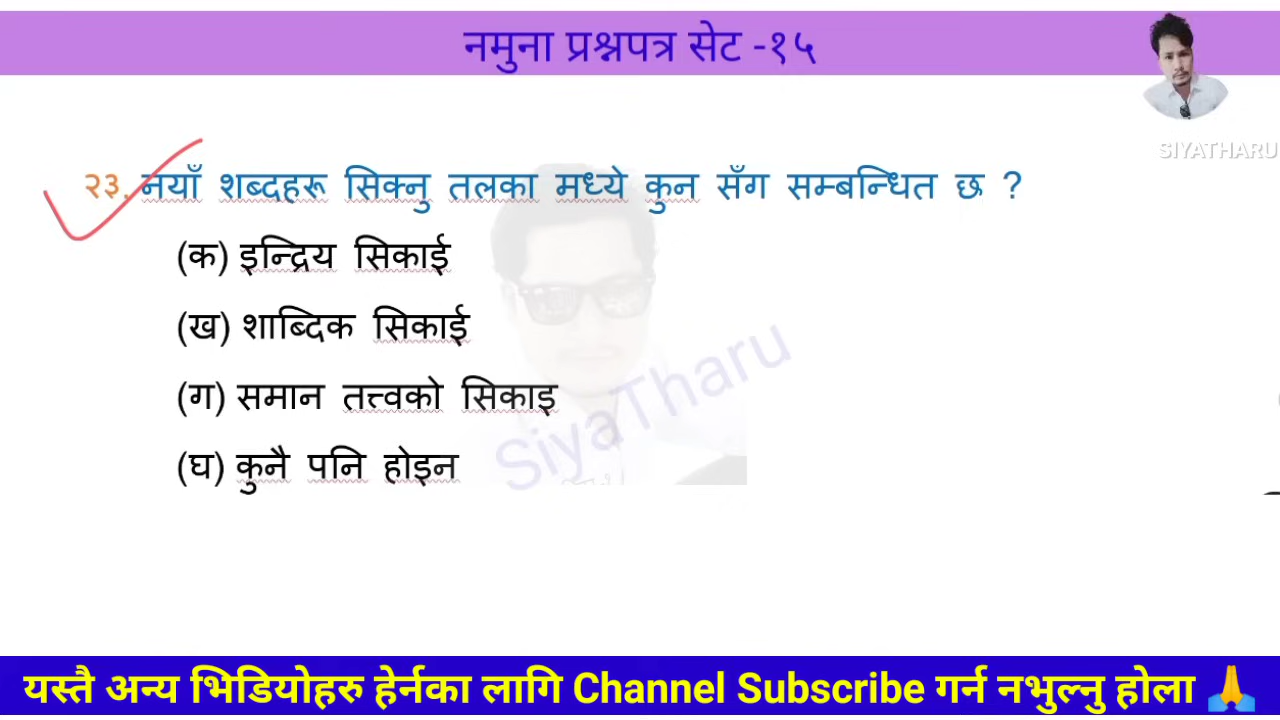 नमुना प्रश्नपत्र सेट -१५
SIYATHARU
२३. नयाँ शब्दहरू सिक्नु तलका मध्ये कुन सँग सम्बन्धित छ ?
(क) इन्द्रिय सिकाई
(ख) शाब्दिक सिकाई
(ग) समान तत्त्वको सिकाइ
(घ) कुनै पनि होइन
SiyaTharu
यस्तै अन्य भिडियोहरु हेर्नका लागि Channel Subscribe गर्न नभुल्नु होला 🙏